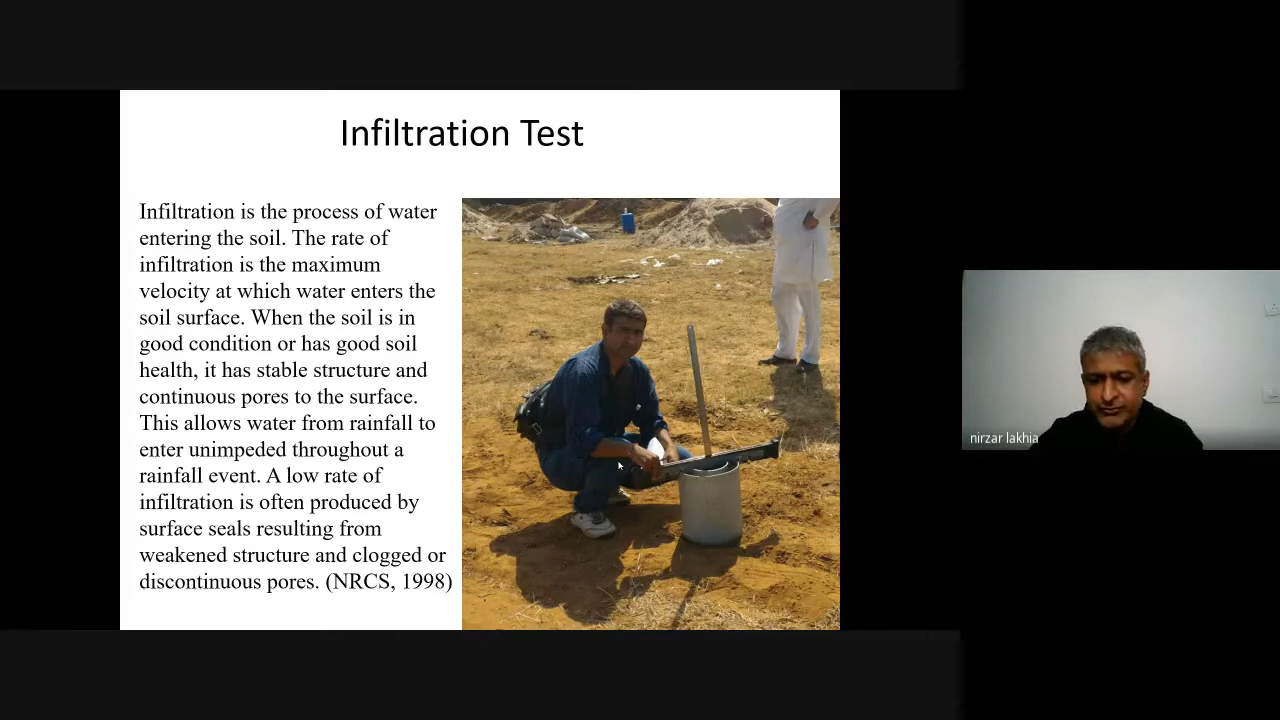 Infiltration Test
Infiltration is the process of water
entering the soil. The rate of
infiltration is the maximum
velocity at which water enters the
soil surface. When the soil is in
good condition or has good soil
health, it has stable structure and
continuous pores to the surface.
This allows water from rainfall to
enter unimpeded throughout a
rainfall event. A low rate of
infiltration is often produced by
surface seals resulting from
weakened structure and clogged or
discontinuous pores. (NRCS, 1998)
nirzar lakhia